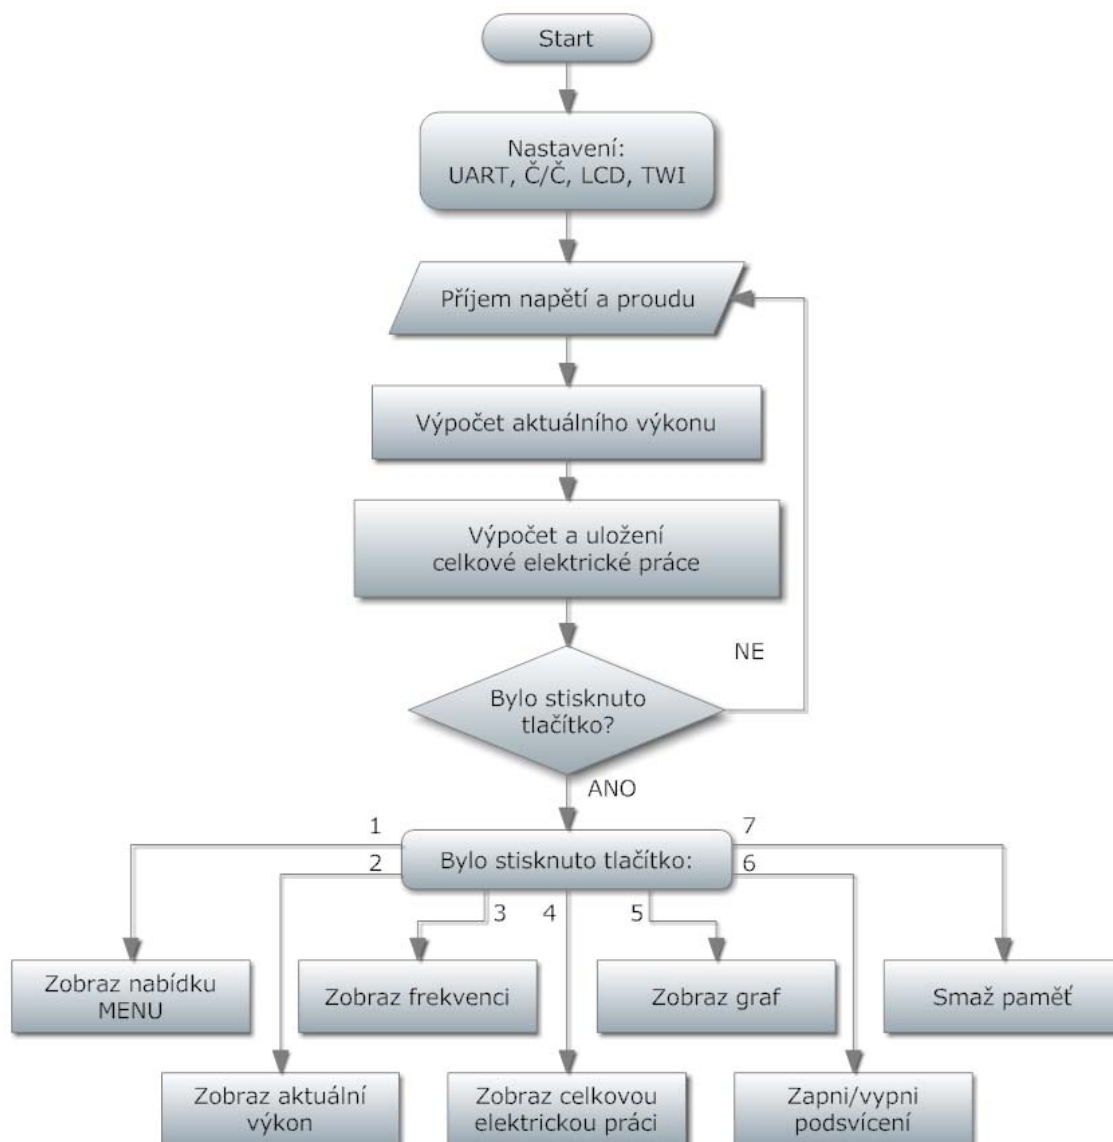 Start
Nastavení:
UART, Č/Č, LCD, TWI
Příjem napětí a proudu
Výpočet aktuálního výkonu
Výpočet a uložení
celkové elektrické práce
NE
Bylo stisknuto
tlačítko?
ANO
Bylo stisknuto tlačítko:
1
2
3
4
5
6
7
Zobraz nabídku
MENU
Zobraz frekvenci
Zobraz graf
Smaž paměť
Zobraz aktuální
výkon
Zobraz celkovou
elektrickou práci
Zapni/vypni
podsvícení